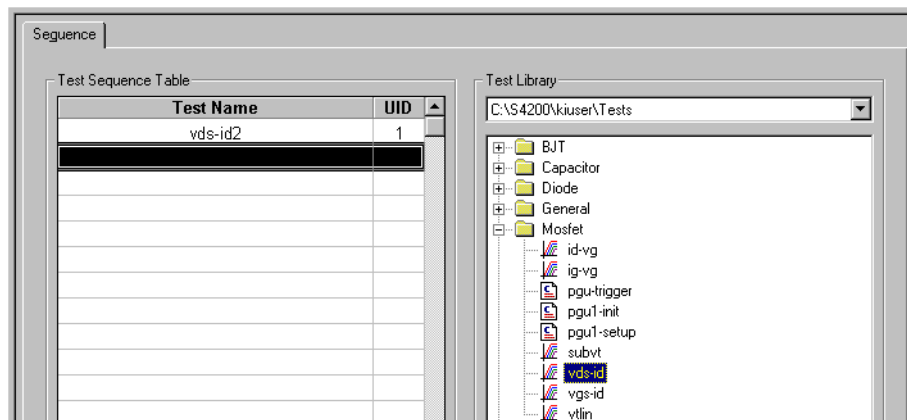 Sequence
Test Sequence Table
Test Name UID
vds-id2 1
Test Library
C:\S4200\kiuser\Tests
BJT
Capacitor
Diode
General
Mosfet
id-vg
ig-vg
pgu-trigger
pgu1-init
pgu1-setup
subvt
vds-id
vgs-id
vtlin